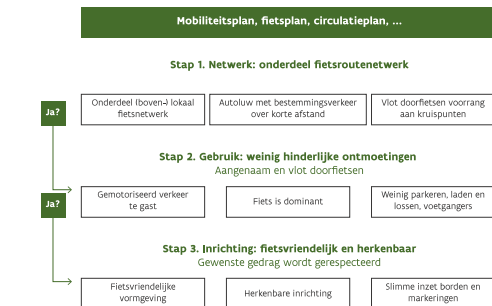 Mobiliteitsplan, fietsplan, circulatieplan, ...
Stap 1. Netwerk: onderdeel fietsroutenetwerk
Ja?
Onderdeel (boven-) lokaal
fietsnetwerk
Autoluw met bestemmingsverkeer
over korte afstand
Vlot doorfietsen voorrang
aan kruispunten
Stap 2. Gebruik: weinig hinderlijke ontmoetingen
Aangenaam en vlot doorfietsen
Ja?
Gemotoriseerd verkeer
te gast
Fiets is dominant
Weinig parkeren, laden en
lossen, voetgangers
Stap 3. Inrichting: fietsvriendelijk en herkenbaar
Gewenste gedrag wordt gerespecteerd
Fietsvriendelijke
vormgeving
Herkenbare inrichting
Slimme inzet borden en
markeringen